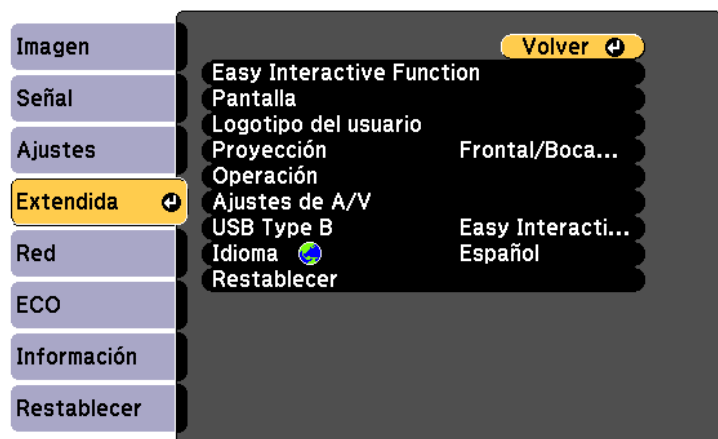 Imagen
Señal
Ajustes
Extendida
Red
ECO
Información
Restablecer
Volver
Easy Interactive Function
Pantalla
Logotipo del usuario
Proyección Frontal/Boca...
Operación
Ajustes de A/V
USB Type B Easy Interacti...
Idioma Español
Restablecer